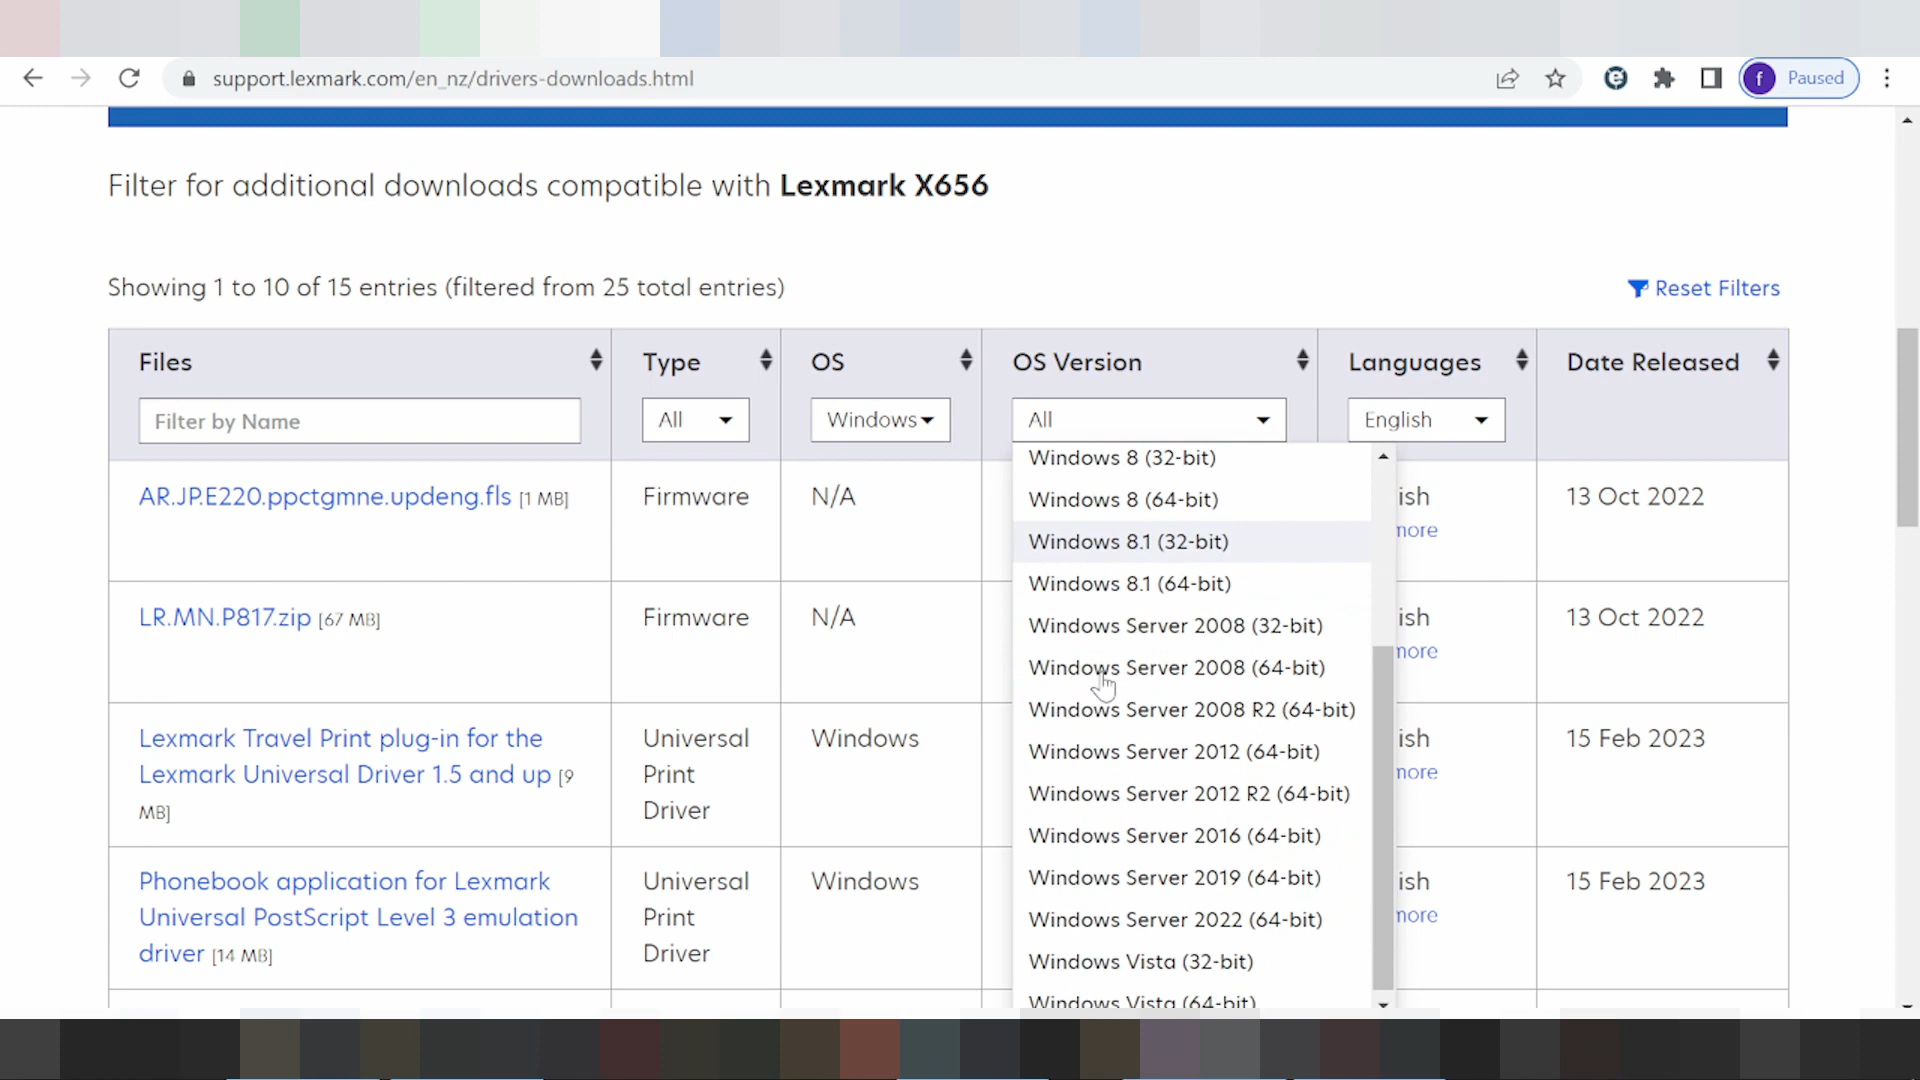 support.lexmark.com/en_nz/drivers-downloads.html
f Paused
Filter for additional downloads compatible with Lexmark X656
Showing 1 to 10 of 15 entries (filtered from 25 total entries)
Reset Filters
Files Type OS OS Version Languages Date Released
Filter by Name All Windows All English
Windows 8 (32-bit)
Windows 8 (64-bit)
Windows 8.1 (32-bit)
Windows 8.1 (64-bit)
Windows Server 2008 (32-bit)
Windows Server 2008 (64-bit)
Windows Server 2008 R2 (64-bit)
Windows Server 2012 (64-bit)
Windows Server 2012 R2 (64-bit)
Windows Server 2016 (64-bit)
Windows Server 2019 (64-bit)
Windows Server 2022 (64-bit)
Windows Vista (32-bit)
Windows Vista (64-bit)
AR.JP.E220.ppctgmne.updeng.fls [1 MB] Firmware N/A ish 13 Oct 2022
more
LR.MN.P817.zip [67 MB] Firmware N/A ish 13 Oct 2022
more
Lexmark Travel Print plug-in for the Universal Windows ish 15 Feb 2023
Lexmark Universal Driver 1.5 and up [9 Print more
MB] Driver
Phonebook application for Lexmark Universal Windows ish 15 Feb 2023
Universal PostScript Level 3 emulation Print more
driver [14 MB] Driver